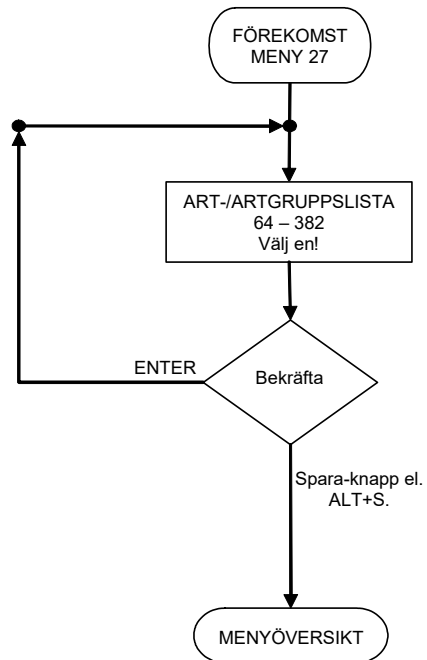 FÖREKOMST
MENY 27
ART-/ARTGRUPPSLISTA
64 – 382
Välj en!
ENTER
Bekräfta
Spara-knapp el.
ALT+S.
MENYÖVERSIKT